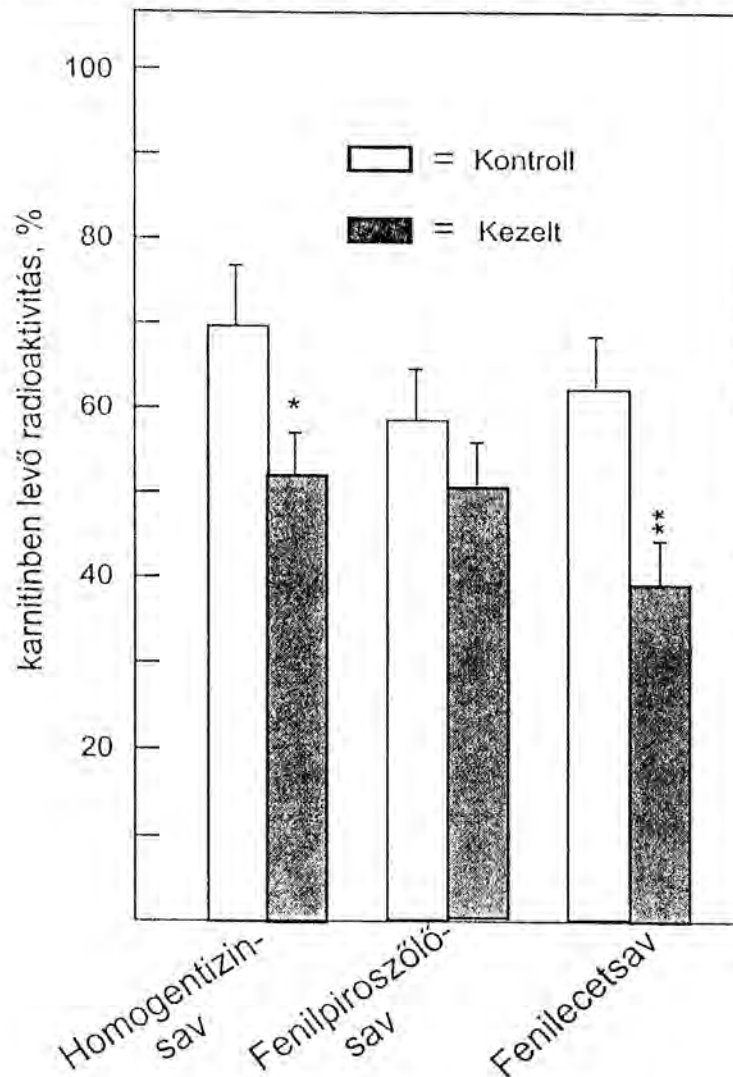 karnitinben levő radioaktivitás, %
100
80
60
40
20
= Kontroll
= Kezelt
*
**
Homogentizin-
sav
Fenilpiroszőlő-
sav
Fenilecetsav